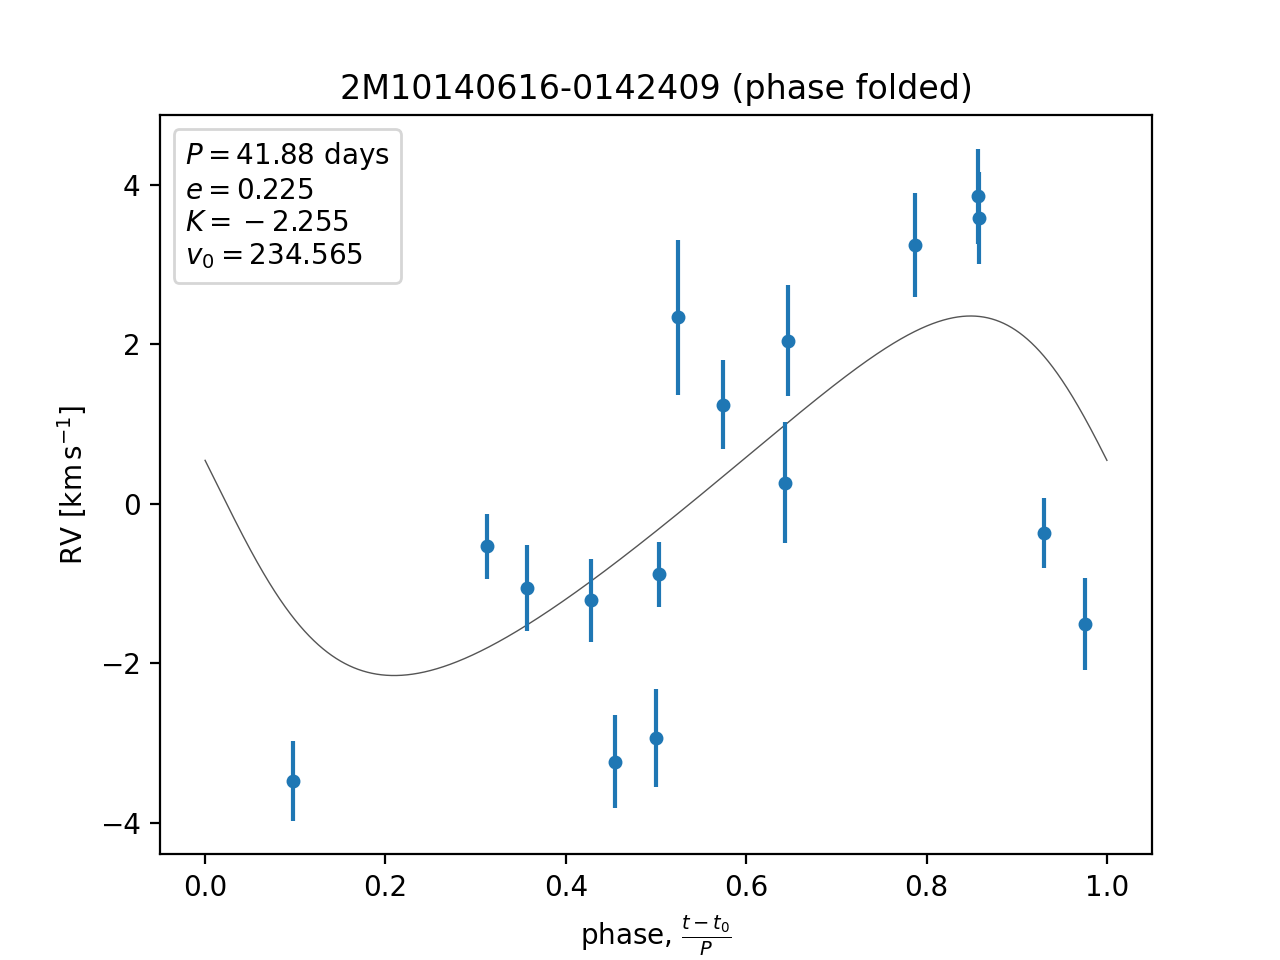 2M10140616-0142409 (phase folded)
P = 41.88 days
e = 0.225
K = −2.255
v₀ = 234.565
RV [km s⁻¹]
4
2
0
−2
−4
0.0 0.2 0.4 0.6 0.8 1.0
phase, (t − t₀)/P